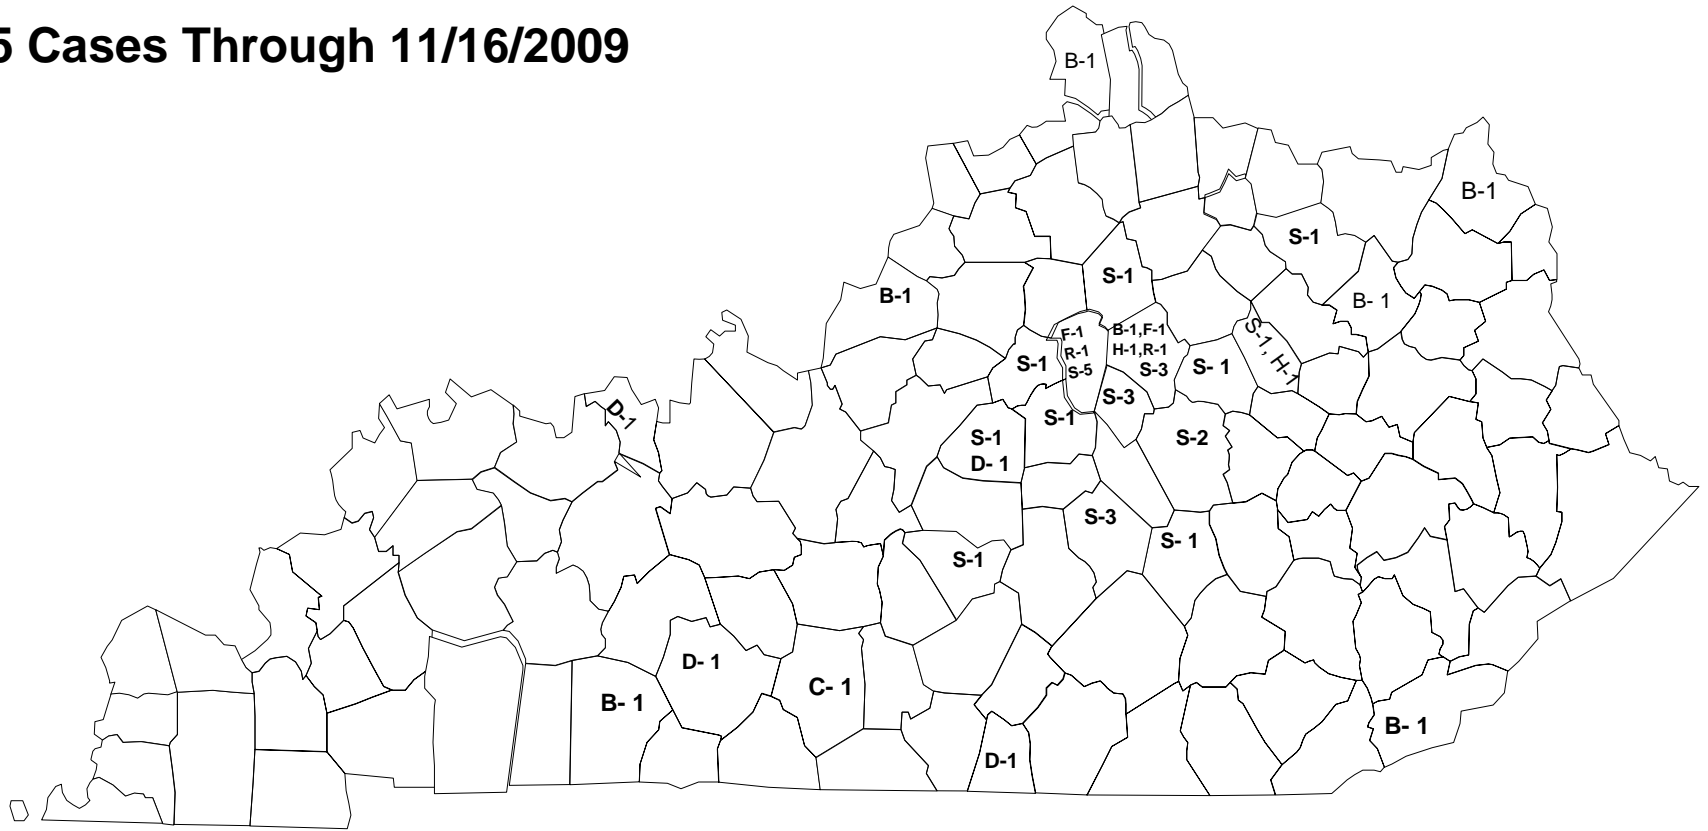 5 Cases Through 11/16/2009
B-1
B-1
S-1
S-1
B-1
B- 1
F-1
R-1
S-5
B-1,F-1
H-1,R-1
S-3
S-1, H-1
S-1
S- 1
S-3
D-1
S-1
S-1
D- 1
S-2
S-3
S- 1
S-1
D- 1
C- 1
B- 1
B- 1
D-1